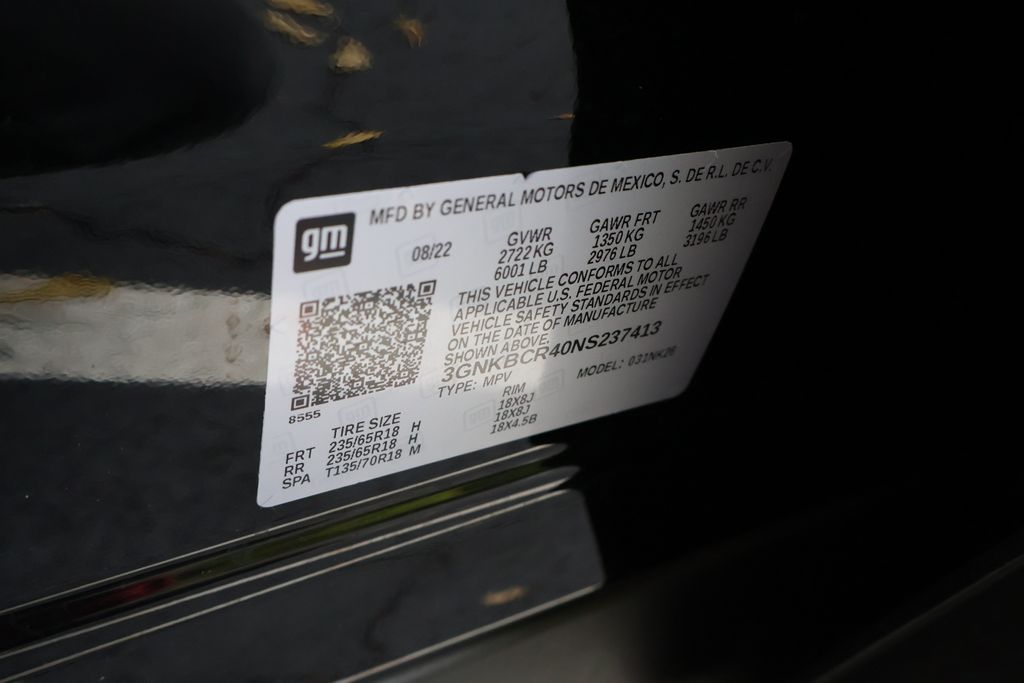 MFD BY GENERAL MOTORS DE MEXICO, S. DE R.L. DE C.V.
gm
08/22
GVWR
2722 KG
6001 LB
GAWR FRT
1350 KG
2976 LB
GAWR RR
1450 KG
3196 LB
THIS VEHICLE CONFORMS TO ALL
APPLICABLE U.S. FEDERAL MOTOR
VEHICLE SAFETY STANDARDS IN EFFECT
ON THE DATE OF MANUFACTURE
SHOWN ABOVE.
3GNKBCR40NS237413
TYPE: MPV
MODEL: 031NK26
8555
TIRE SIZE
RIM
FRT 235/65R18 H 18X8J
RR 235/65R18 H 18X8J
SPA T135/70R18 M 18X4.5B